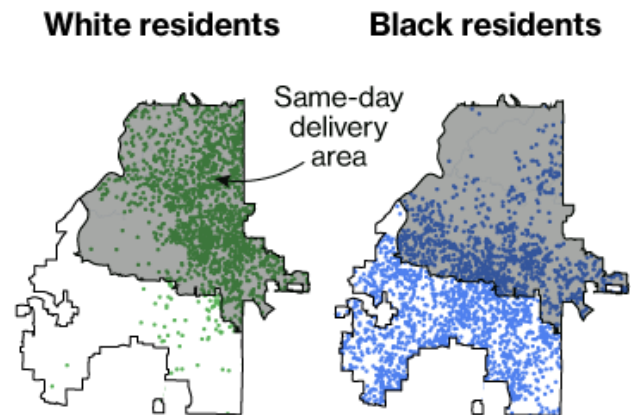 White residents
Black residents
Same-day
delivery
area